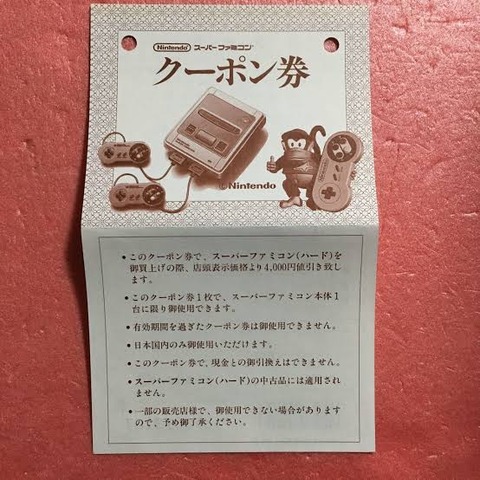 Nintendo スーパーファミコン
クーポン券
©Nintendo
・このクーポン券で、スーパーファミコン(ハード)を
御買上げの際、店頭表示価格より4,000円値引き致し
ます。
・このクーポン券1枚で、スーパーファミコン本体1
台に限り御使用できます。
・有効期間を過ぎたクーポン券は御使用できません。
・日本国内のみ御使用いただけます。
・このクーポン券で、現金との御引換えはできません。
・スーパーファミコン(ハード)の中古品には適用され
ません。
・一部の販売店様で、御使用できない場合があります
ので、予め御了承ください。